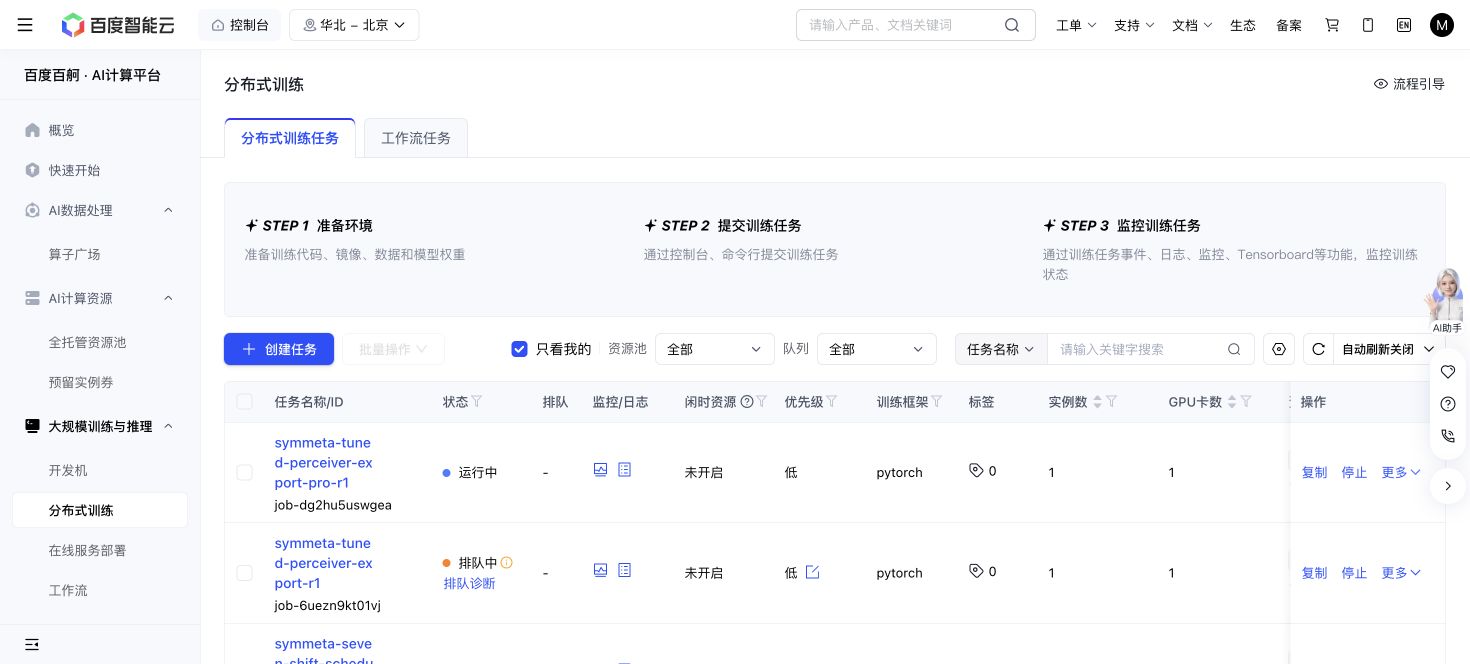 百度智能云
控制台
华北 – 北京
请输入产品、文档关键词
工单
支持
文档
生态
备案
EN
M
百度百舸 · AI计算平台
概览
快速开始
AI数据处理
算子广场
AI计算资源
全托管资源池
预留实例券
大规模训练与推理
开发机
分布式训练
在线服务部署
工作流
分布式训练
流程引导
分布式训练任务
工作流任务
STEP 1 准备环境
准备训练代码、镜像、数据和模型权重
STEP 2 提交训练任务
通过控制台、命令行提交训练任务
STEP 3 监控训练任务
通过训练任务事件、日志、监控、Tensorboard等功能，监控训练
状态
AI助手
创建任务
批量操作
只看我的
资源池
全部
队列
全部
任务名称
请输入关键字搜索
自动刷新关闭
任务名称/ID
状态
排队
监控/日志
闲时资源
优先级
训练框架
标签
实例数
GPU卡数
操作
symmeta-tune
d-perceiver-ex
port-pro-r1
job-dg2hu5uswgea
运行中
-
未开启
低
pytorch
0
1
1
复制
停止
更多
symmeta-tune
d-perceiver-ex
port-r1
job-6uezn9kt01vj
排队中
排队诊断
-
未开启
低
pytorch
0
1
1
复制
停止
更多
symmeta-seve
n-shift-schedu